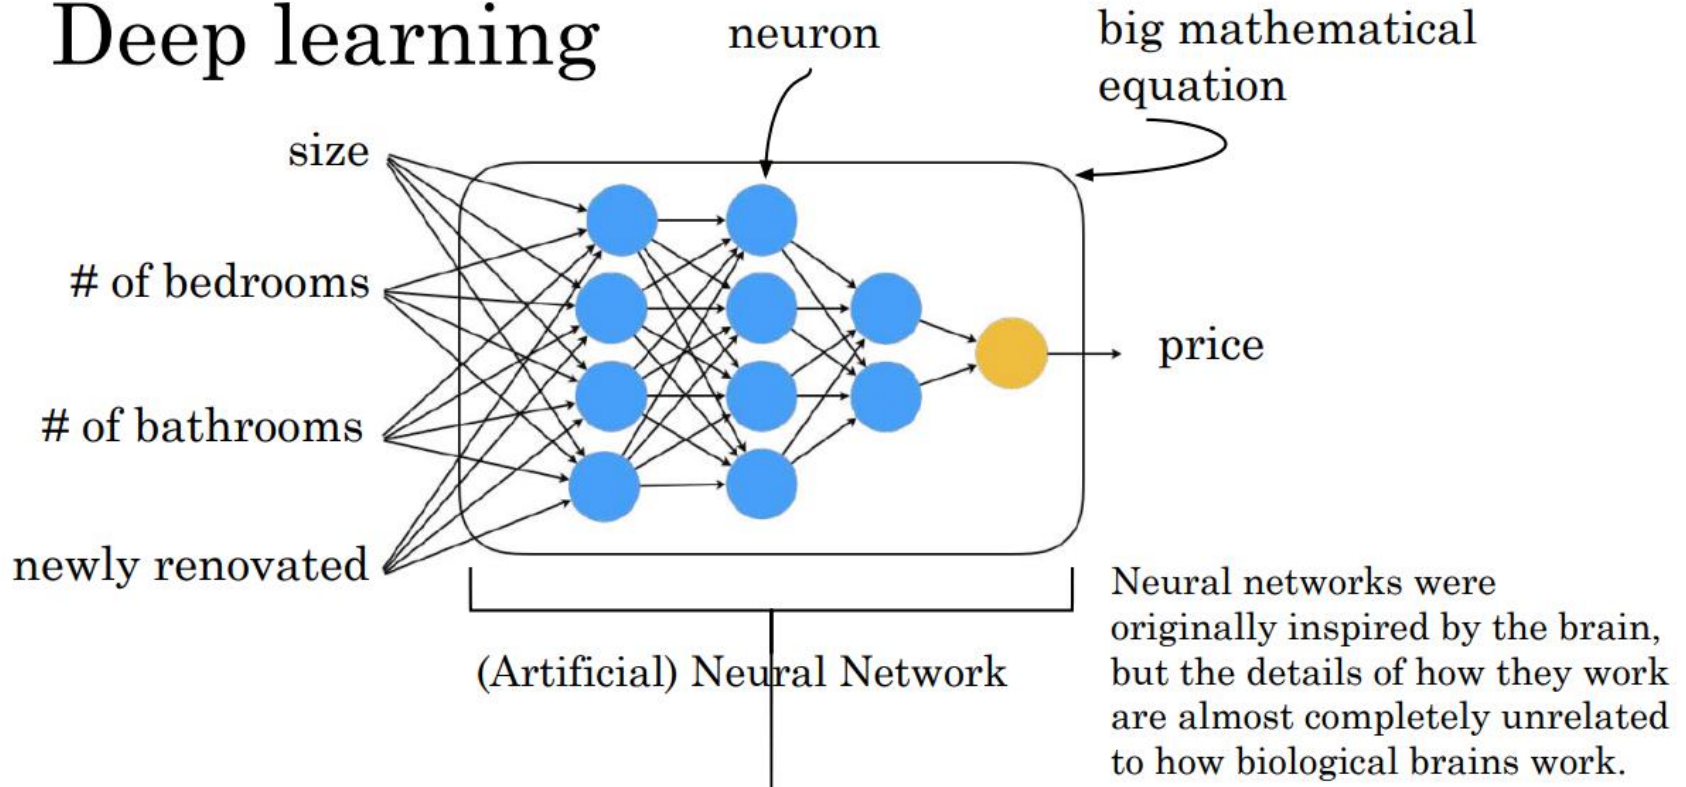 Deep learning
neuron
big mathematical
equation
size
# of bedrooms
# of bathrooms
newly renovated
price
(Artificial) Neural Network
Neural networks were
originally inspired by the brain,
but the details of how they work
are almost completely unrelated
to how biological brains work.